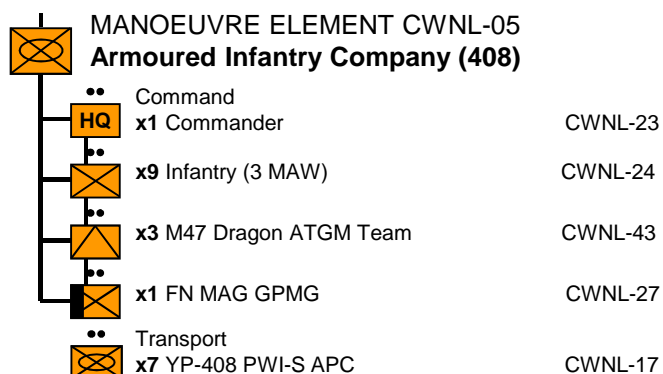 MANOEUVRE ELEMENT CWNL-05
Armoured Infantry Company (408)
Command
HQ x1 Commander CWNL-23
x9 Infantry (3 MAW) CWNL-24
x3 M47 Dragon ATGM Team CWNL-43
x1 FN MAG GPMG CWNL-27
Transport
x7 YP-408 PWI-S APC CWNL-17